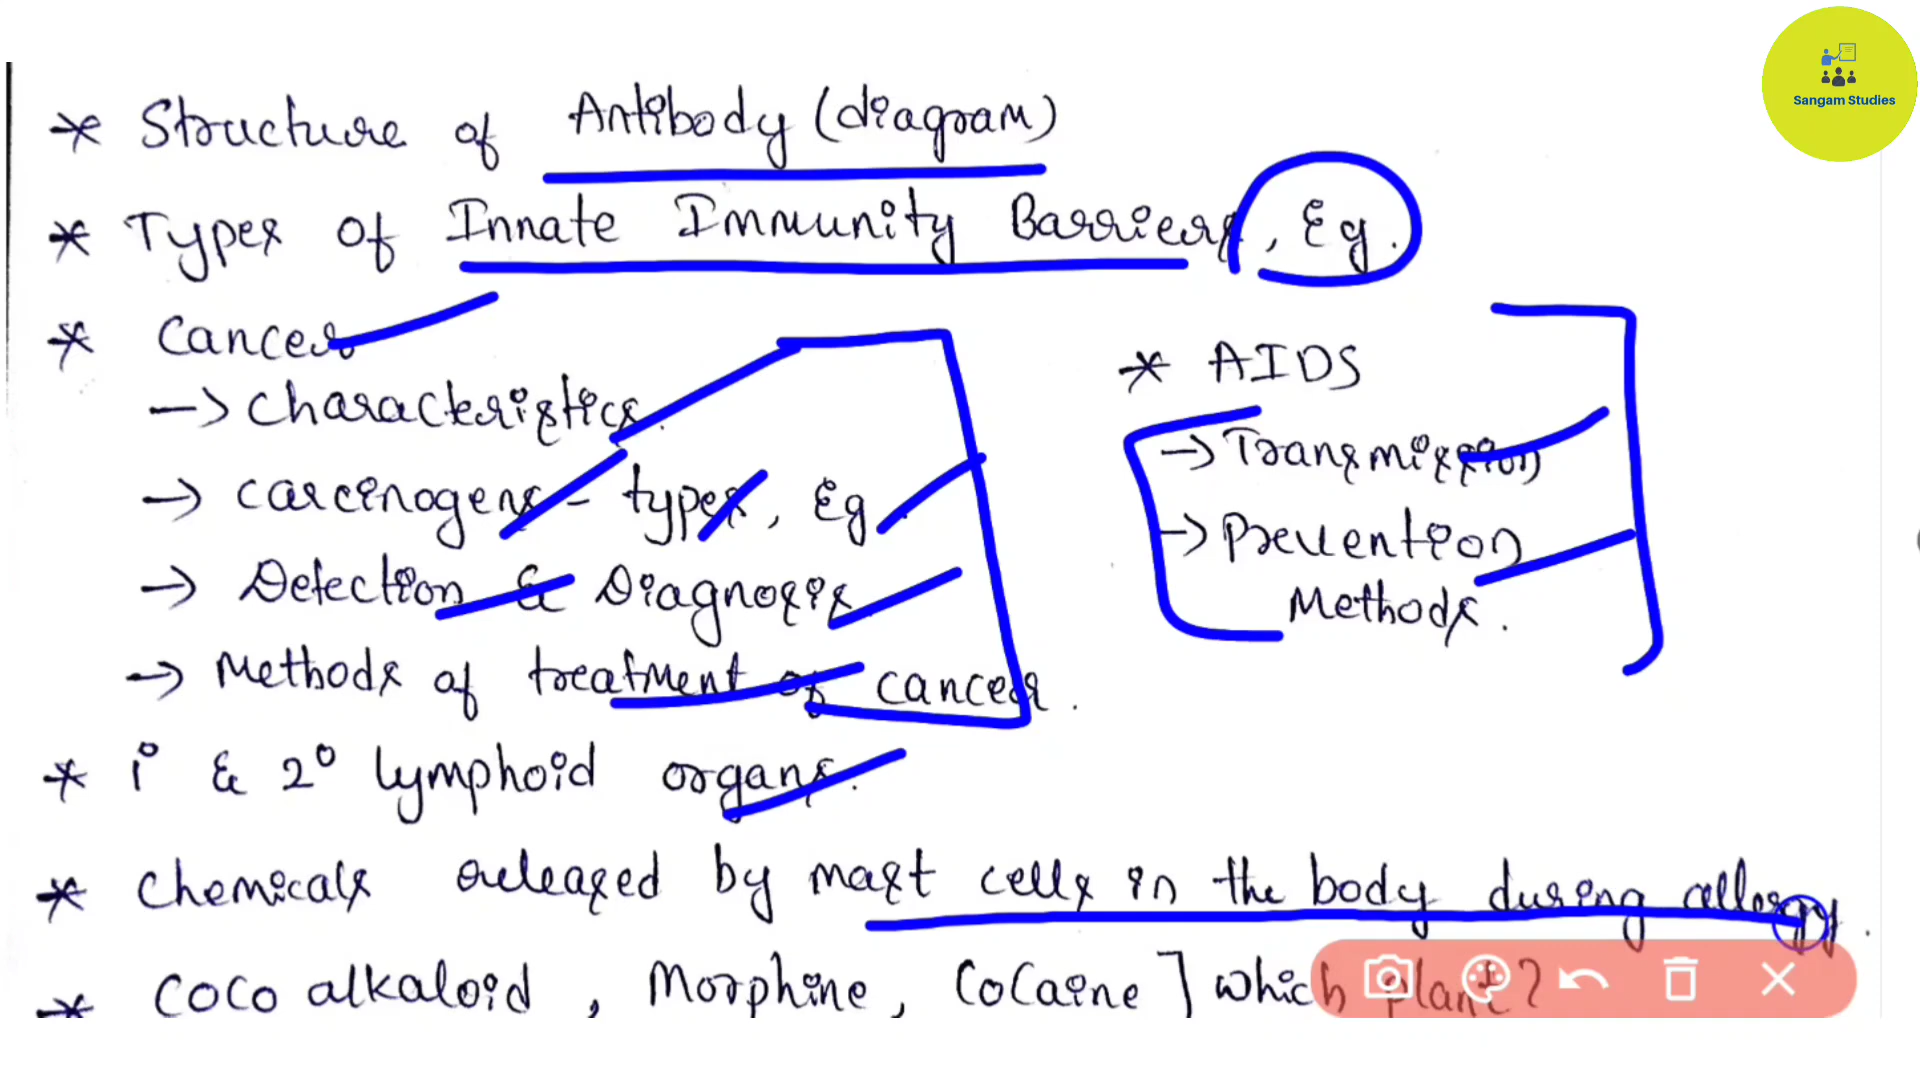 Sangam Studies
* Structure of Antibody (diagram)
* Types of Innate Immunity Barriers, Eg.
* Cancer
-> characteristics.
-> carcinogens - types, Eg.
-> Detection & Diagnosis
-> Methods of treatment of cancer.
* AIDS
-> Transmission
-> Prevention
Methods.
* 1° & 2° lymphoid organs.
* Chemicals released by mast cells in the body during allergy.
* Coco alkaloid, Morphine, Cocaine ] which plant?